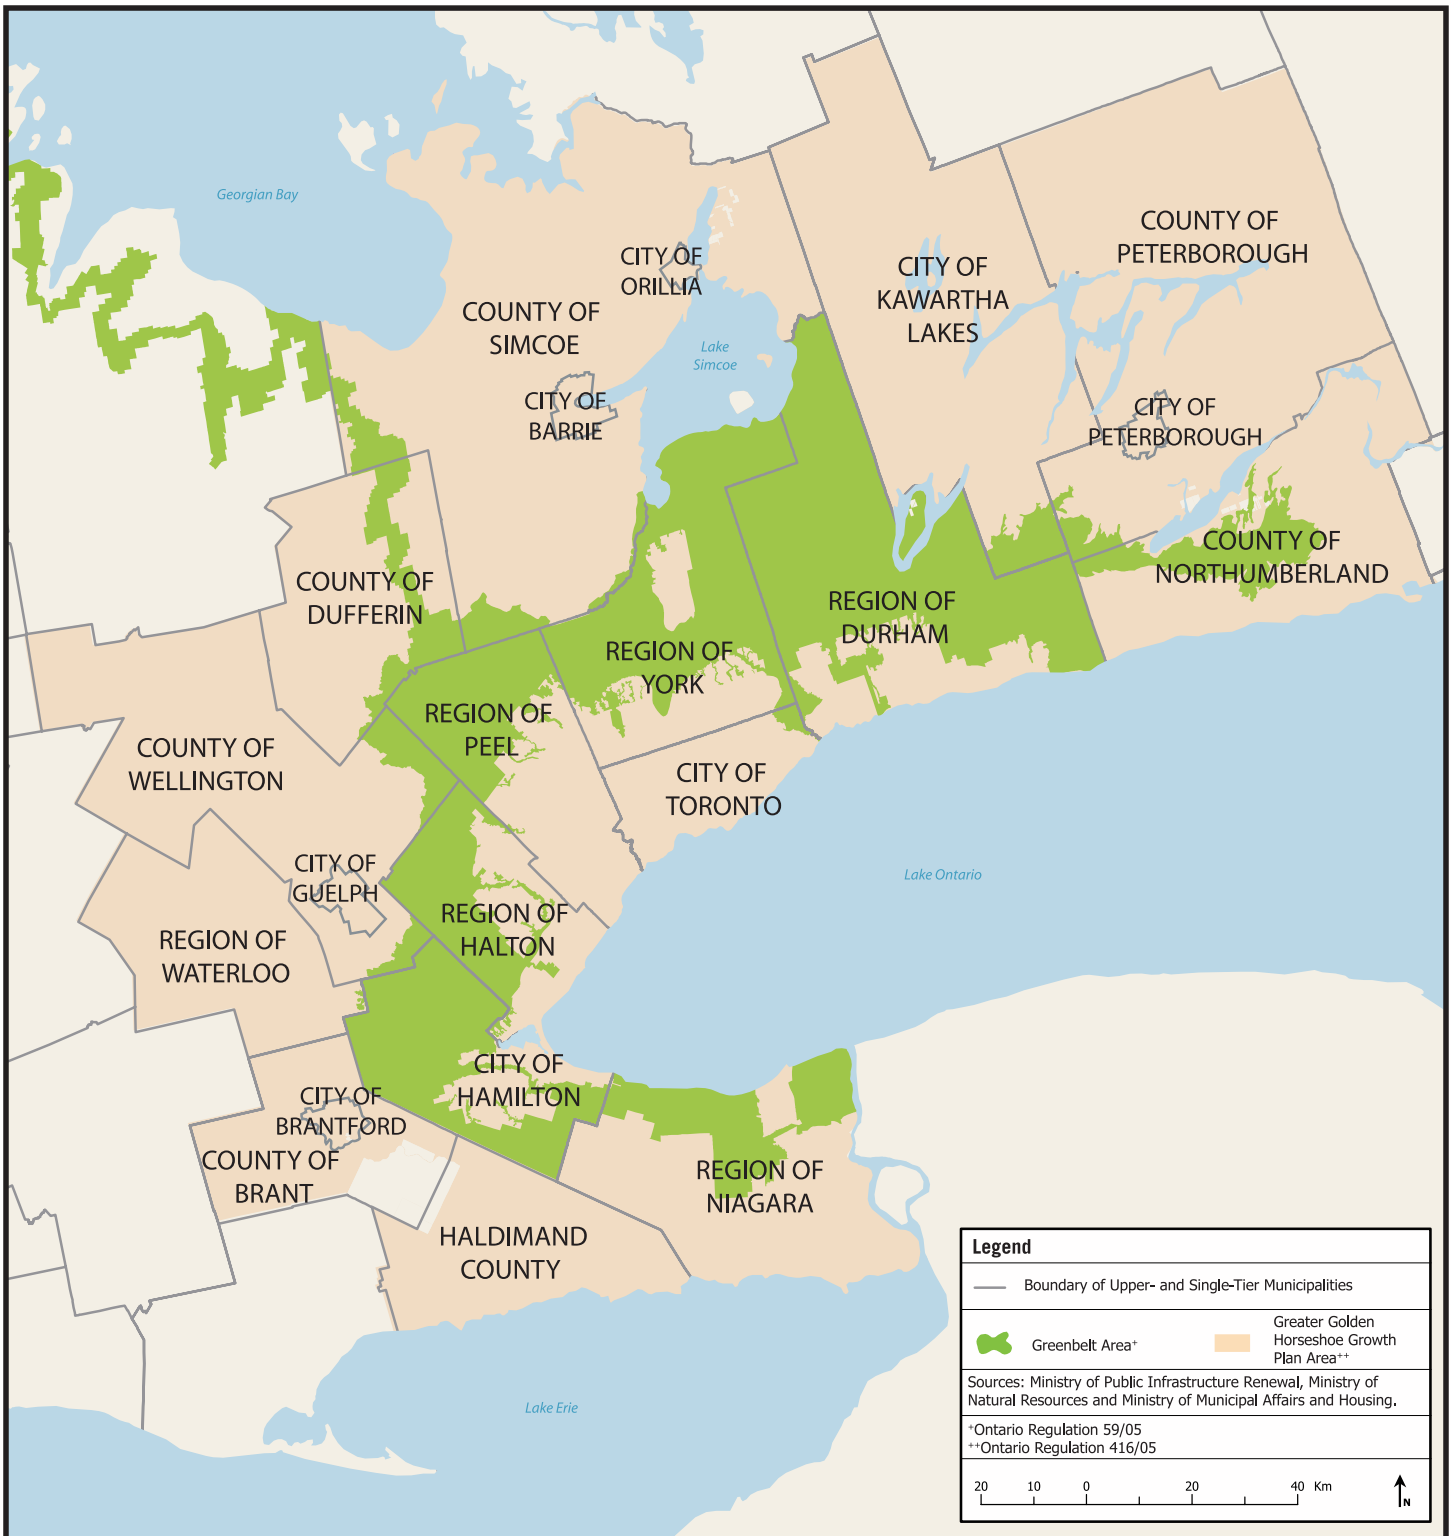 Georgian Bay
COUNTY OF
PETERBOROUGH
CITY OF
ORILLIA
CITY OF
KAWARTHA
LAKES
COUNTY OF
SIMCOE
Lake
Simcoe
CITY OF
BARRIE
CITY OF
PETERBOROUGH
COUNTY OF
NORTHUMBERLAND
COUNTY OF
DUFFERIN
REGION OF
DURHAM
REGION OF
YORK
REGION OF
PEEL
COUNTY OF
WELLINGTON
CITY OF
TORONTO
CITY OF
GUELPH
Lake Ontario
REGION OF
HALTON
REGION OF
WATERLOO
CITY OF
HAMILTON
CITY OF
BRANTFORD
COUNTY OF
BRANT
REGION OF
NIAGARA
HALDIMAND
COUNTY
Lake Erie
Legend
Boundary of Upper- and Single-Tier Municipalities
Greenbelt Area+
Greater Golden
Horseshoe Growth
Plan Area++
Sources: Ministry of Public Infrastructure Renewal, Ministry of
Natural Resources and Ministry of Municipal Affairs and Housing.
+Ontario Regulation 59/05
++Ontario Regulation 416/05
20 10 0 20 40 Km
N